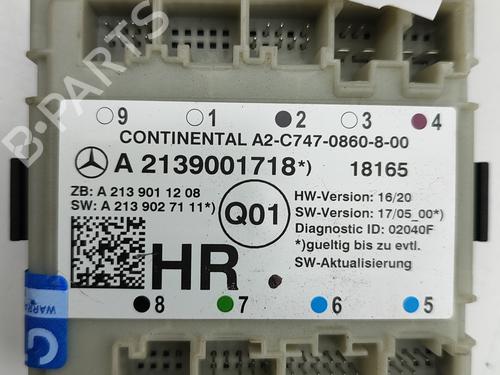 9 1 2 3 4
CONTINENTAL A2-C747-0860-8-00
A 2139001718*) 18165
ZB: A 213 901 12 08
SW: A 213 902 71 11*)
Q01
HW-Version: 16/20
SW-Version: 17/05_00*)
Diagnostic ID: 02040F
*)gueltig bis zu evtl.
SW-Aktualisierung
HR
8 7 6 5
B-PARTS